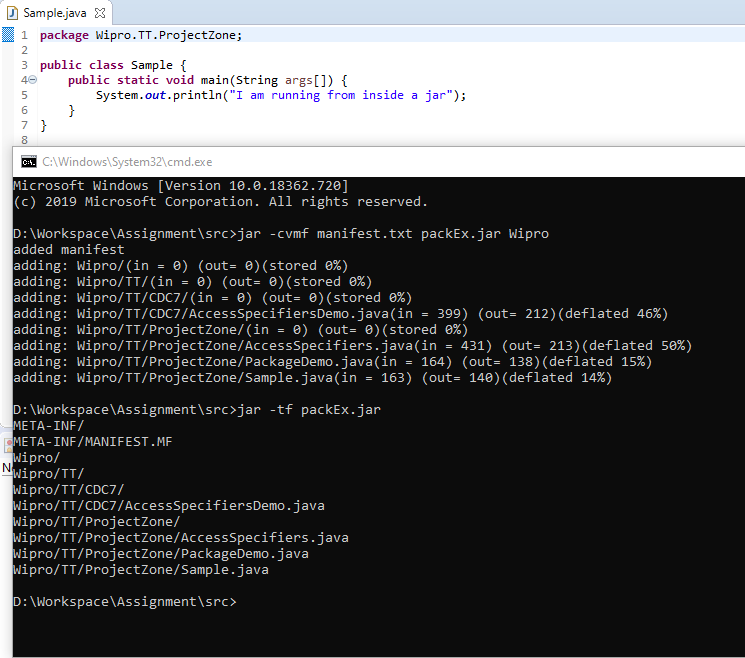 Sample.java
1 package Wipro.TT.ProjectZone;
2
3 public class Sample {
4 public static void main(String args[]) {
5 System.out.println("I am running from inside a jar");
6 }
7 }
8
C:\Windows\System32\cmd.exe
Microsoft Windows [Version 10.0.18362.720]
(c) 2019 Microsoft Corporation. All rights reserved.
D:\Workspace\Assignment\src>jar -cvmf manifest.txt packEx.jar Wipro
added manifest
adding: Wipro/(in = 0) (out= 0)(stored 0%)
adding: Wipro/TT/(in = 0) (out= 0)(stored 0%)
adding: Wipro/TT/CDC7/(in = 0) (out= 0)(stored 0%)
adding: Wipro/TT/CDC7/AccessSpecifiersDemo.java(in = 399) (out= 212)(deflated 46%)
adding: Wipro/TT/ProjectZone/(in = 0) (out= 0)(stored 0%)
adding: Wipro/TT/ProjectZone/AccessSpecifiers.java(in = 431) (out= 213)(deflated 50%)
adding: Wipro/TT/ProjectZone/PackageDemo.java(in = 164) (out= 138)(deflated 15%)
adding: Wipro/TT/ProjectZone/Sample.java(in = 163) (out= 140)(deflated 14%)
D:\Workspace\Assignment\src>jar -tf packEx.jar
META-INF/
META-INF/MANIFEST.MF
Wipro/
Wipro/TT/
Wipro/TT/CDC7/
Wipro/TT/CDC7/AccessSpecifiersDemo.java
Wipro/TT/ProjectZone/
Wipro/TT/ProjectZone/AccessSpecifiers.java
Wipro/TT/ProjectZone/PackageDemo.java
Wipro/TT/ProjectZone/Sample.java
D:\Workspace\Assignment\src>